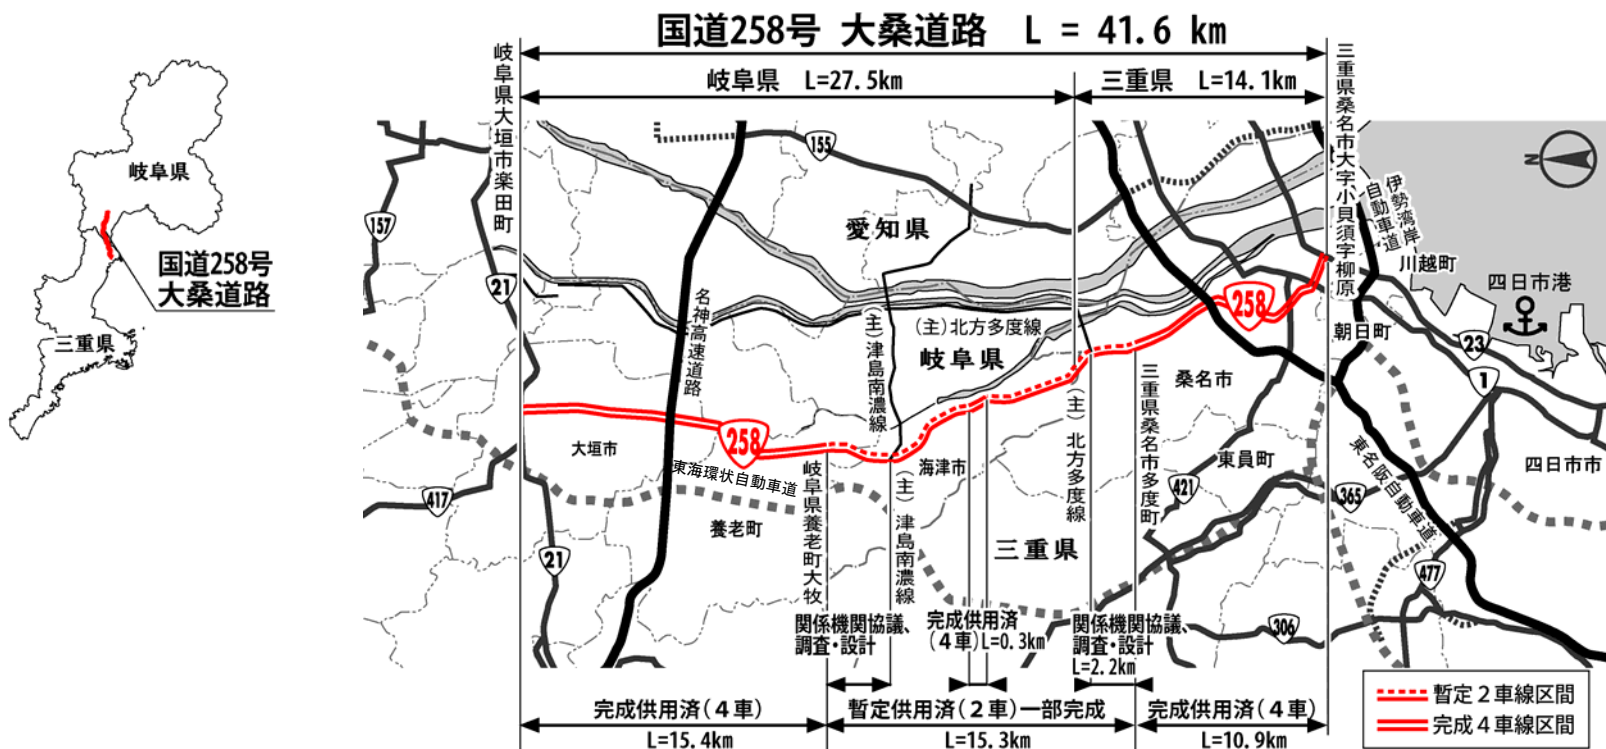 国道258号 大桑道路 L = 41.6 km
岐阜県 L=27.5km
三重県 L=14.1km
岐阜県大垣市楽田町
三重県桑名市大字小貝須字柳原
岐阜県
国道258号
大桑道路
三重県
155
157
21
愛知県
伊勢湾岸
自動車道
N
川越町
四日市港
朝日町
23
1
258
名神高速道路
(主)津島南濃線
(主)北方多度線
岐阜県
桑名市
258
大垣市
東海環状自動車道
海津市
養老町
岐阜県養老町大牧
(主)津島南濃線
(主)北方多度線
三重県桑名市多度町
東員町
421
365
東名阪自動車道
四日市市
417
21
三重県
477
306
関係機関協議、
調査・設計
完成供用済
(4車)L=0.3km
関係機関協議、
調査・設計
L=2.2km
完成供用済(4車)
L=15.4km
暫定供用済(2車)一部完成
L=15.3km
完成供用済(4車)
L=10.9km
暫定2車線区間
完成4車線区間